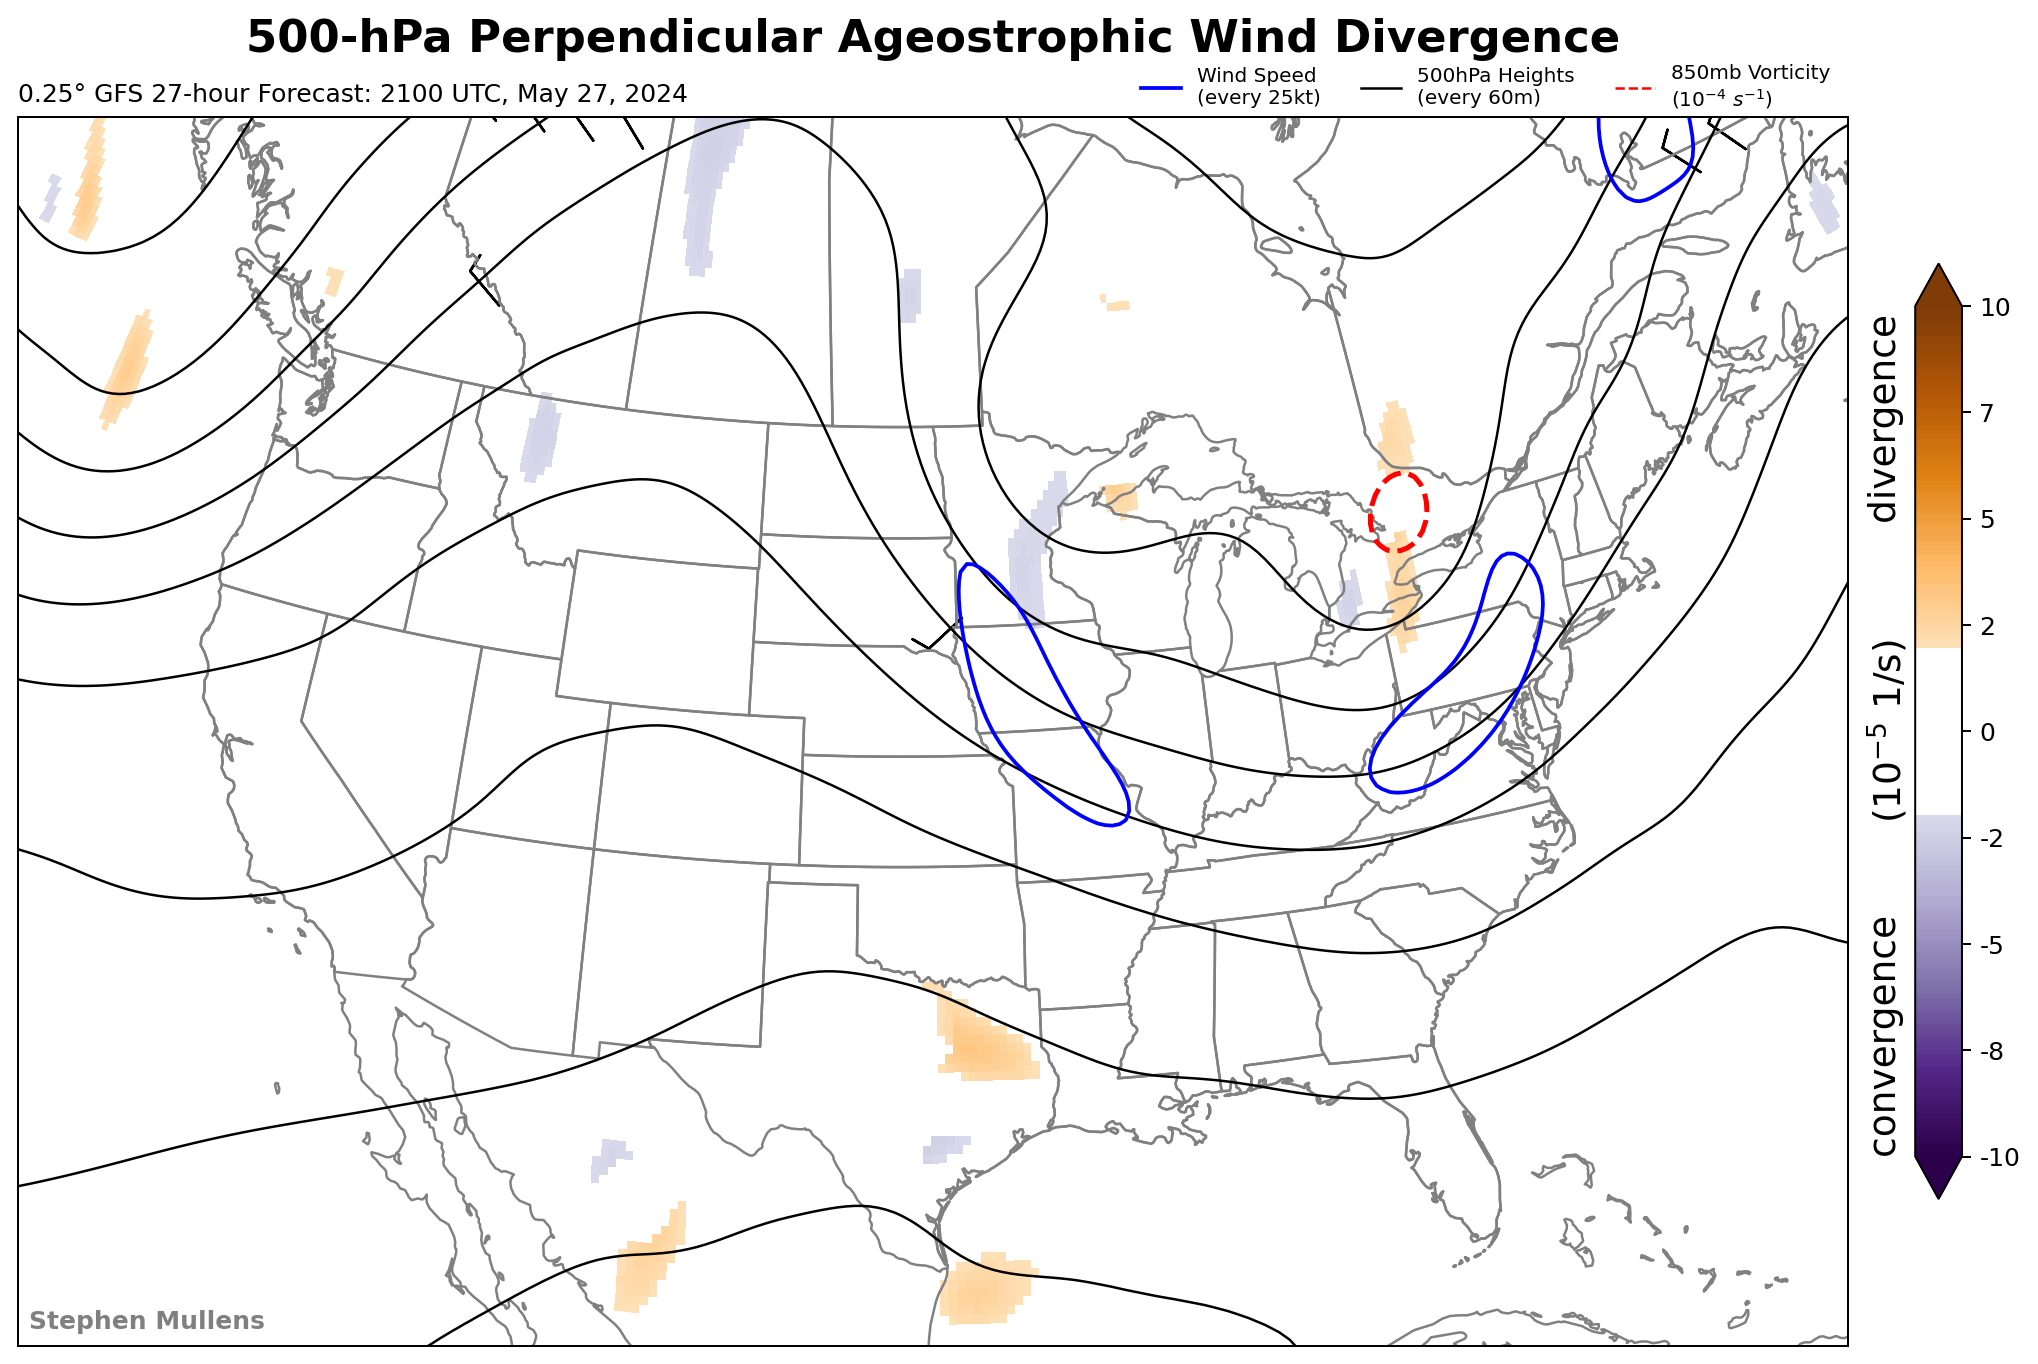 500-hPa Perpendicular Ageostrophic Wind Divergence
0.25° GFS 27-hour Forecast: 2100 UTC, May 27, 2024
Wind Speed
(every 25kt)
500hPa Heights
(every 60m)
850mb Vorticity
(10⁻⁴ s⁻¹)
10
7
5
2
0
-2
-5
-8
-10
convergence (10⁻⁵ 1/s) divergence
Stephen Mullens